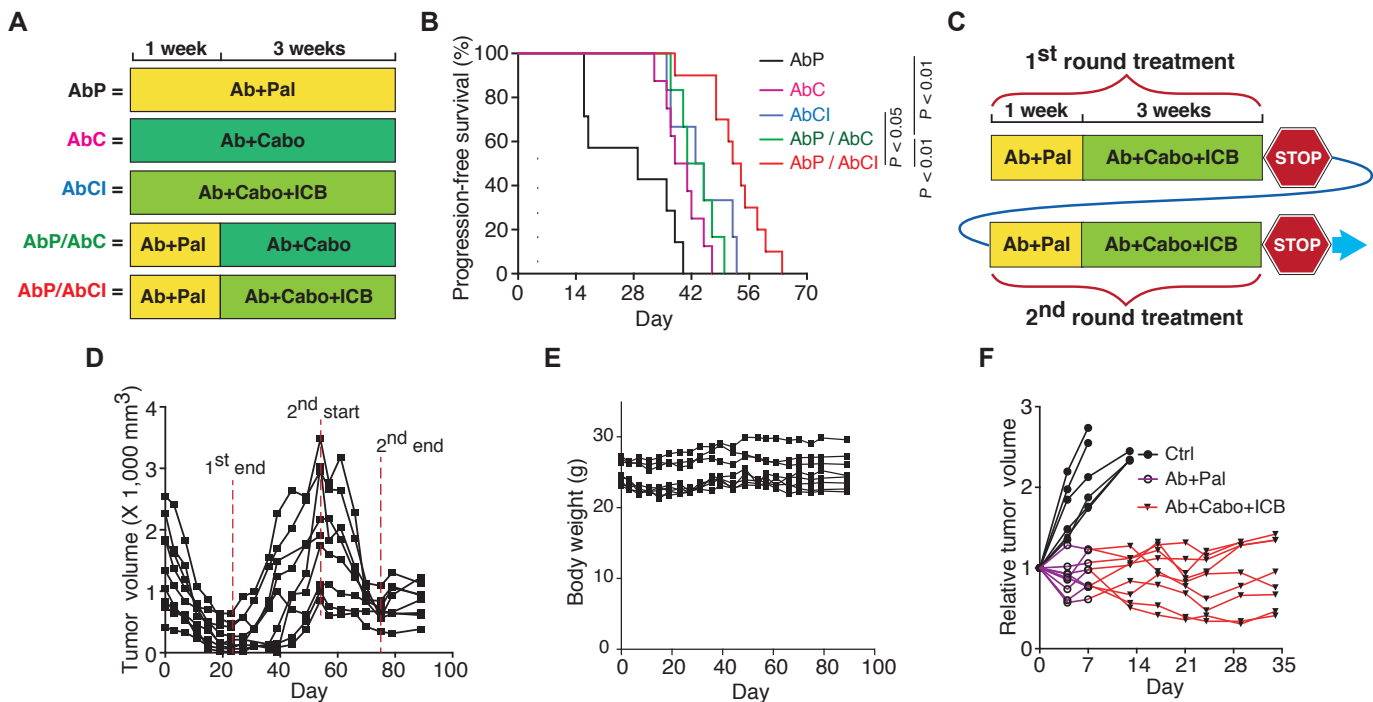 A
1 week 3 weeks
AbP = Ab+Pal
AbC = Ab+Cabo
AbCI = Ab+Cabo+ICB
AbP/AbC = Ab+Pal Ab+Cabo
AbP/AbCI = Ab+Pal Ab+Cabo+ICB
B
Progression-free survival (%)
100
80
60
40
20
0
0 14 28 42 56 70
Day
AbP
AbC
AbCI
AbP / AbC
AbP / AbCI
P < 0.05
P < 0.01
P < 0.01
C
1st round treatment
1 week 3 weeks
Ab+Pal Ab+Cabo+ICB STOP
Ab+Pal Ab+Cabo+ICB STOP
2nd round treatment
D
Tumor volume (X 1,000 mm3)
4
3
2
1
0
0 20 40 60 80 100
Day
1st end
2nd start
2nd end
E
Body weight (g)
30
20
10
0
0 20 40 60 80 100
Day
F
Relative tumor volume
3
2
1
0
0 7 14 21 28 35
Day
Ctrl
Ab+Pal
Ab+Cabo+ICB